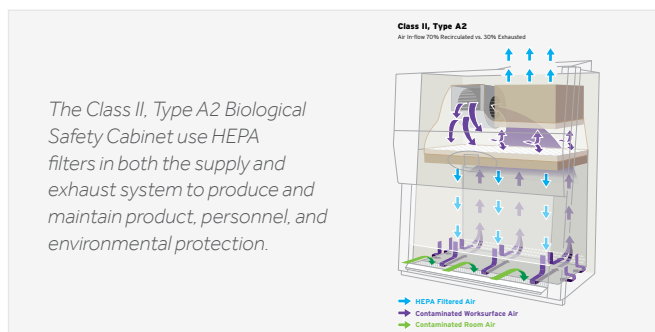 Class II, Type A2
Air In-flow 70% Recirculated vs. 30% Exhausted
The Class II, Type A2 Biological
Safety Cabinet use HEPA
filters in both the supply and
exhaust system to produce and
maintain product, personnel, and
environmental protection.
HEPA Filtered Air
Contaminated Worksurface Air
Contaminated Room Air